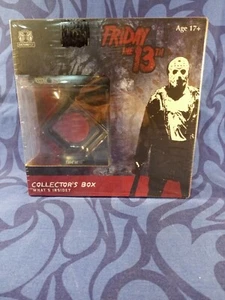 Age 17+
FRIDAY
THE
13TH
COLLECTOR'S BOX
WHAT'S INSIDE?